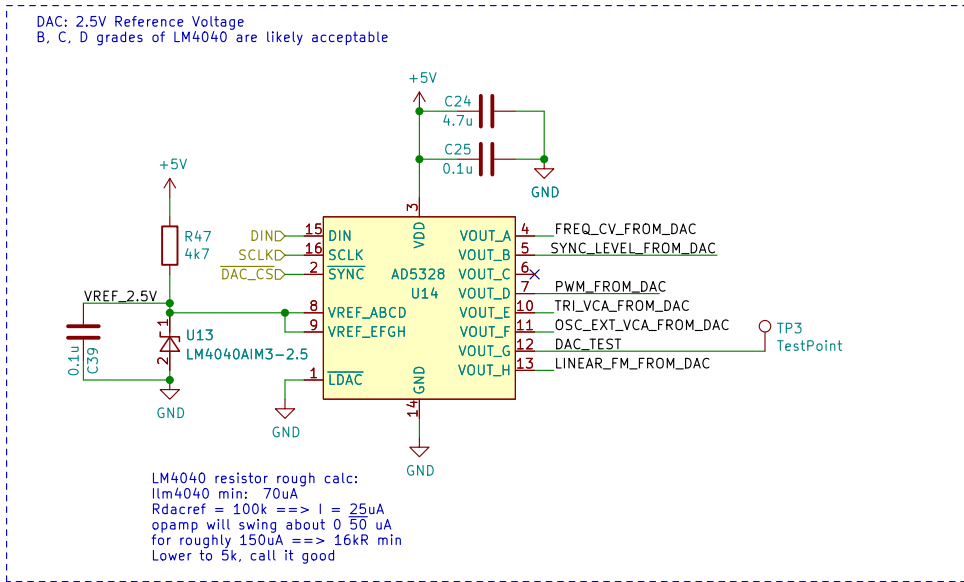 DAC: 2.5V Reference Voltage
B, C, D grades of LM4040 are likely acceptable
+5V
C24
4.7u
C25
0.1u
GND
+5V
R47
4k7
VREF_2.5V
0.1u
C39
1
2
U13
LM4040AIM3-2.5
GND
DIN
SCLK
DAC_CS
15
16
2
8
9
1
3
DIN
SCLK
SYNC
VREF_ABCD
VREF_EFGH
LDAC
VDD
AD5328
U14
GND
14
VOUT_A
VOUT_B
VOUT_C
VOUT_D
VOUT_E
VOUT_F
VOUT_G
VOUT_H
4
5
6
7
10
11
12
13
FREQ_CV_FROM_DAC
SYNC_LEVEL_FROM_DAC
PWM_FROM_DAC
TRI_VCA_FROM_DAC
OSC_EXT_VCA_FROM_DAC
DAC_TEST
LINEAR_FM_FROM_DAC
TP3
TestPoint
GND
GND
LM4040 resistor rough calc:
Ilm4040 min: 70uA
Rdacref = 100k ==> I = 25uA
opamp will swing about 0 50 uA
for roughly 150uA ==> 16kR min
Lower to 5k, call it good